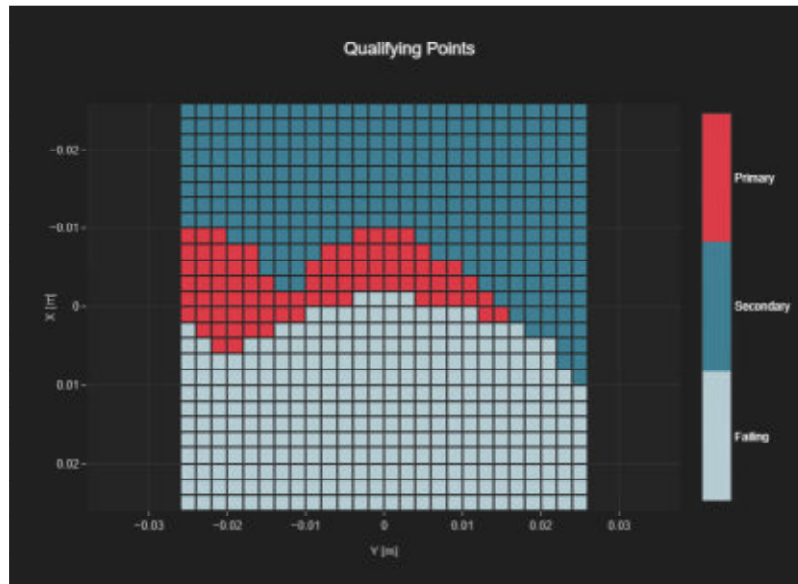 Qualifying Points
Primary
Secondary
Failing
X [m]
−0.02
−0.01
0
0.01
0.02
−0.03
−0.02
−0.01
0
0.01
0.02
0.03
Y [m]